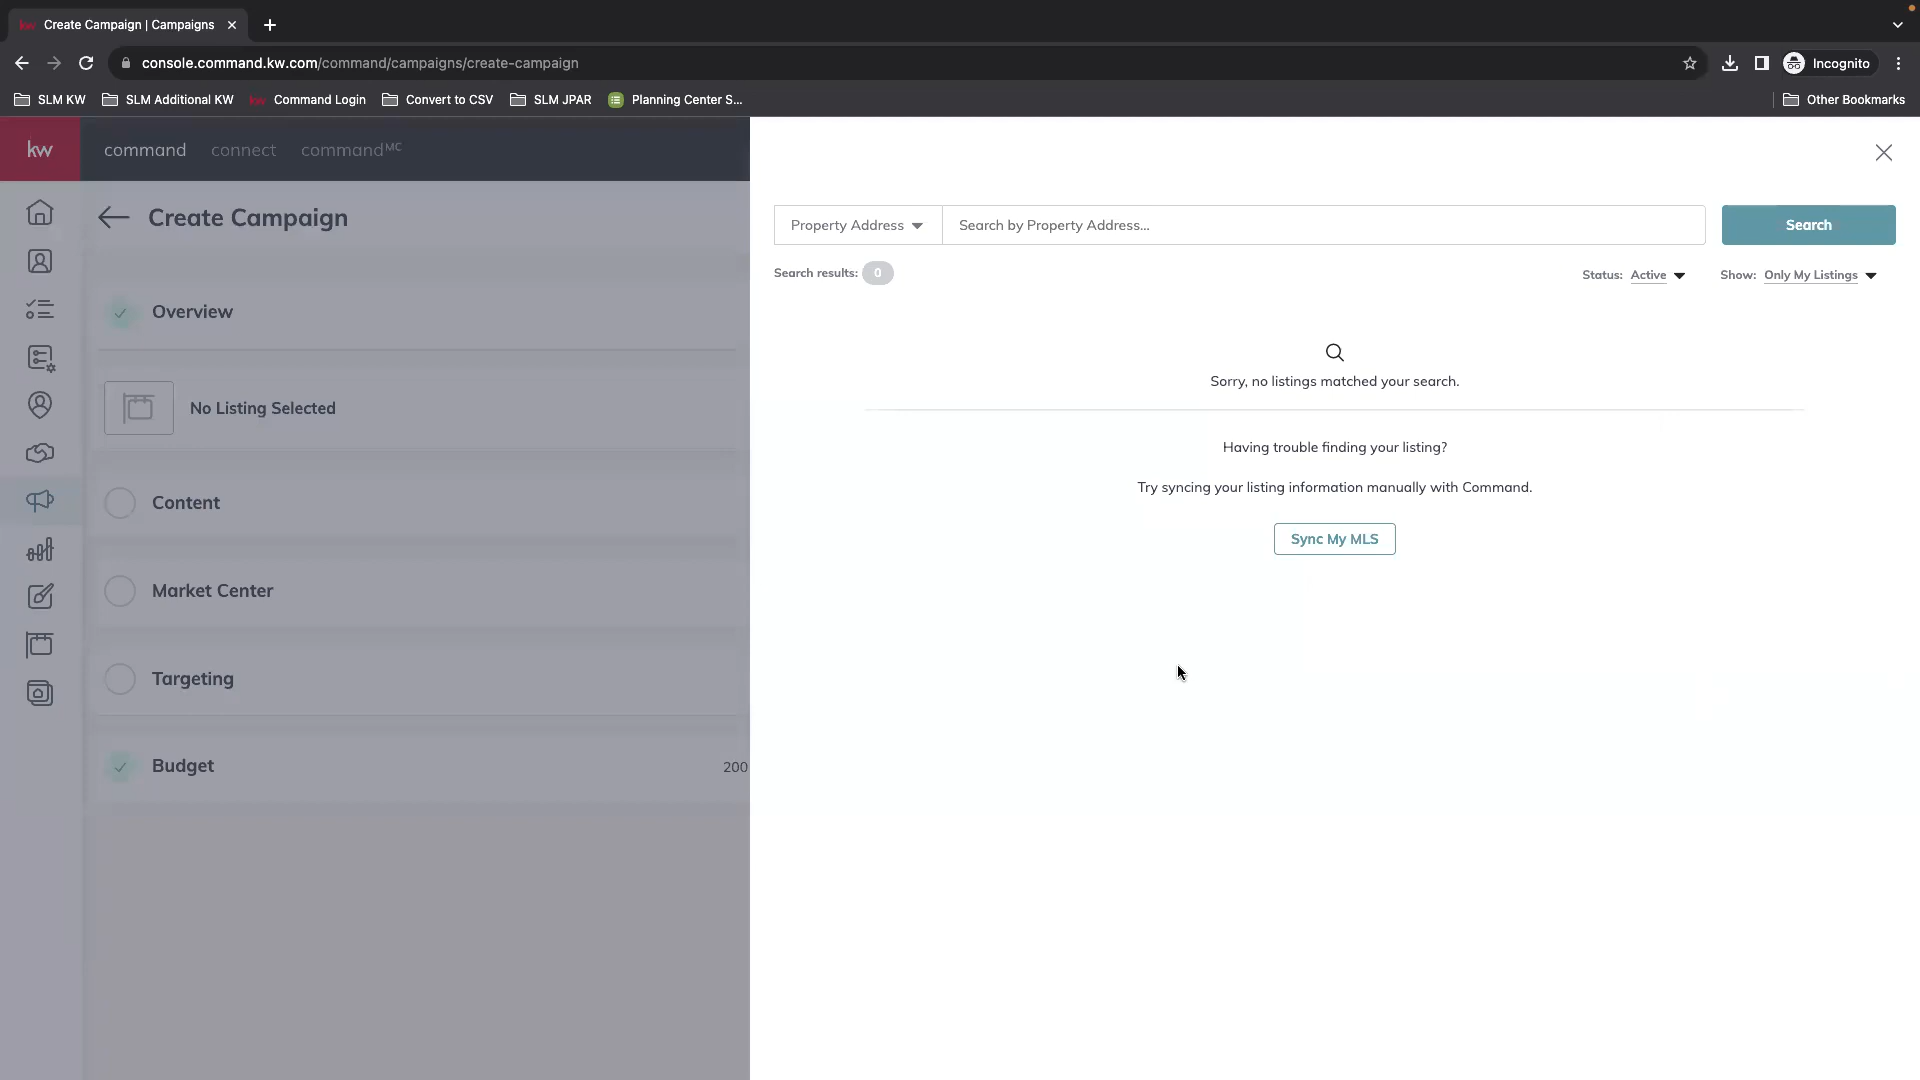 Create Campaign | Campaigns
console.command.kw.com/command/campaigns/create-campaign
Incognito
SLM KW
SLM Additional KW
kw Command Login
Convert to CSV
SLM JPAR
Planning Center S...
Other Bookmarks
kw
command
connect
commandMC
Create Campaign
Property Address
Search by Property Address...
Search
Search results: 0
Status: Active
Show: Only My Listings
Overview
No Listing Selected
Content
Market Center
Targeting
Budget
200
Sorry, no listings matched your search.
Having trouble finding your listing?
Try syncing your listing information manually with Command.
Sync My MLS